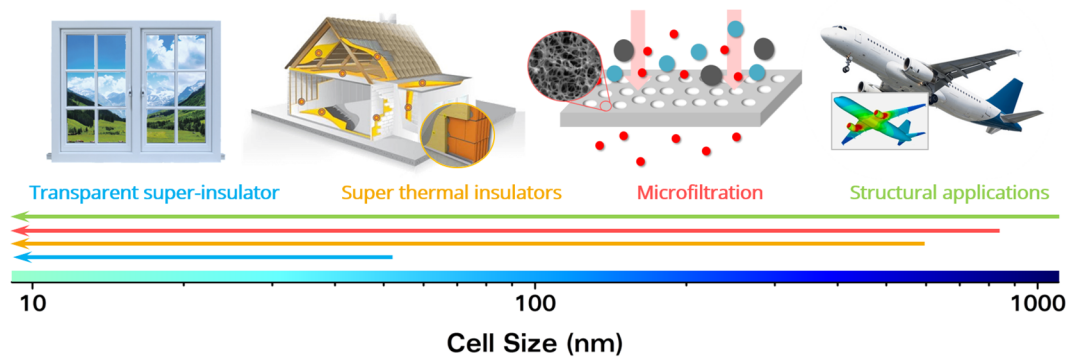 Transparent super-insulator
Super thermal insulators
Microfiltration
Structural applications
10
100
1000
Cell Size (nm)